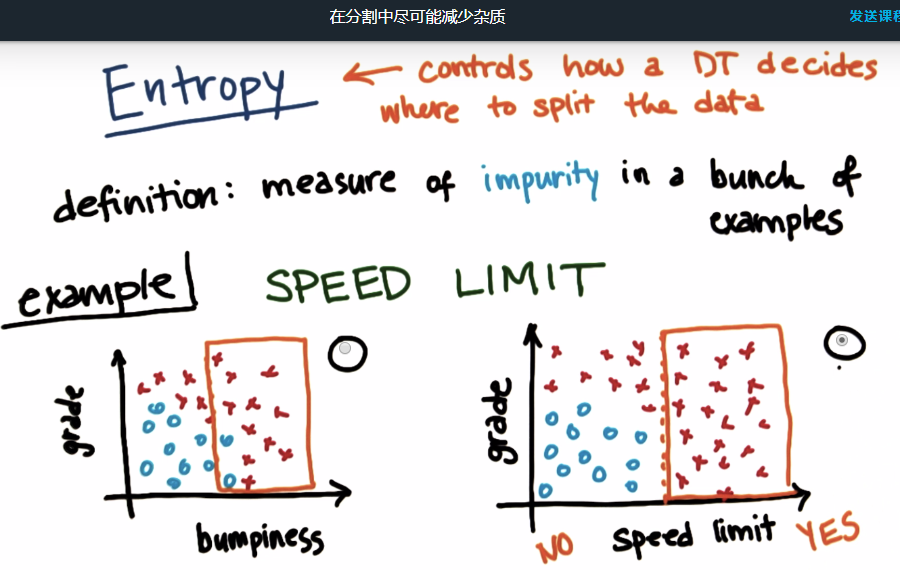 在分割中尽可能减少杂质
发送课程
Entropy ← controls how a DT decides
where to split the data
definition: measure of impurity in a bunch of
examples
example
SPEED LIMIT
grade
bumpiness
grade
NO speed limit YES